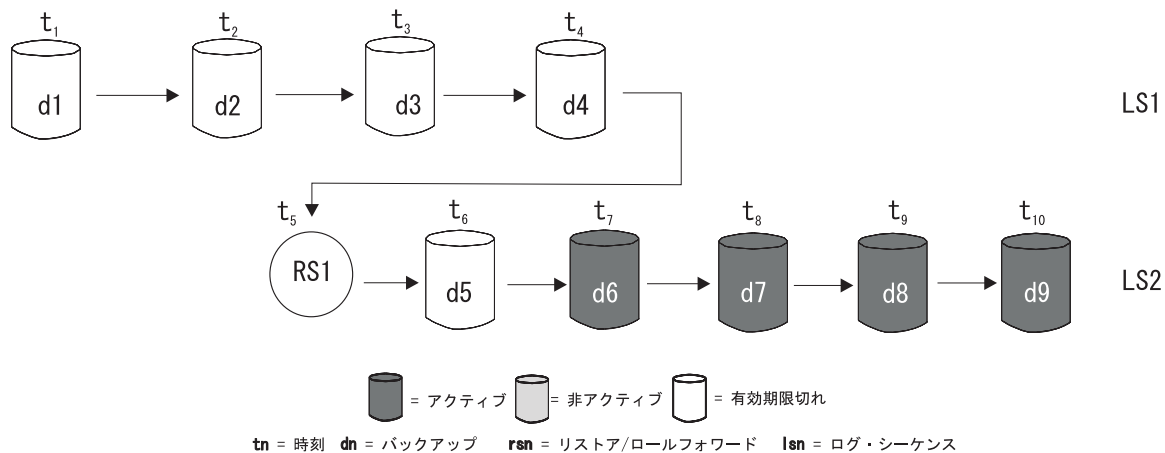 t₁ t₂ t₃ t₄
d1 d2 d3 d4 LS1
t₅ t₆ t₇ t₈ t₉ t₁₀
RS1 d5 d6 d7 d8 d9 LS2
= アクティブ = 非アクティブ = 有効期限切れ
tn = 時刻 dn = バックアップ rsn = リストア/ロールフォワード lsn = ログ・シーケンス